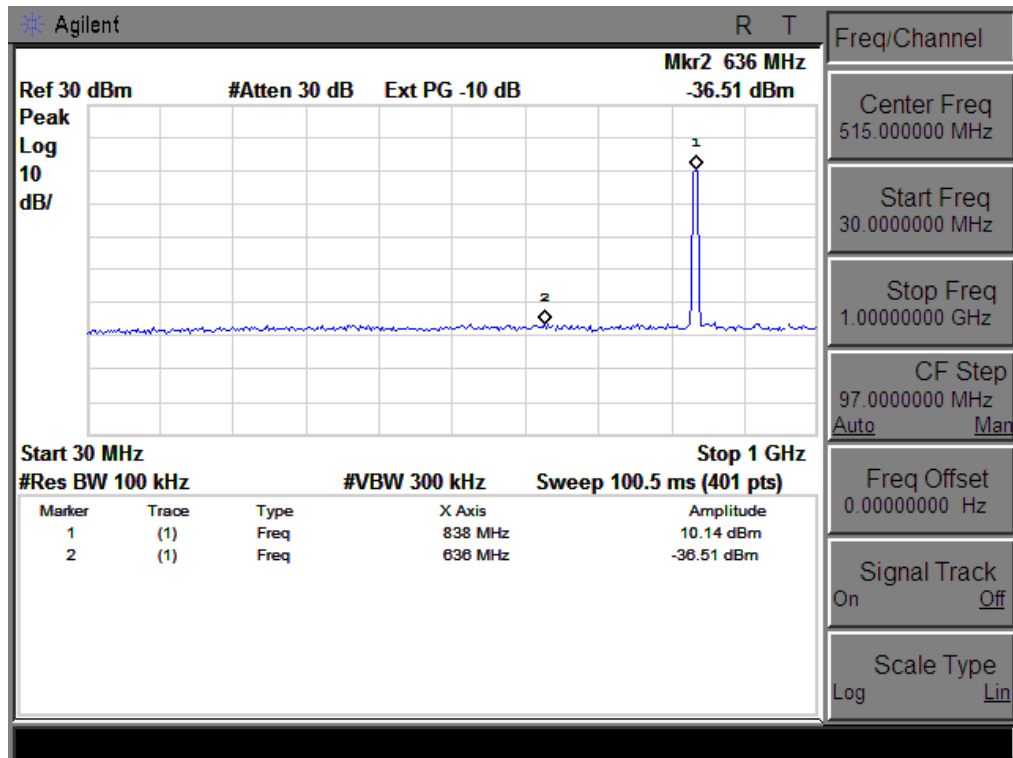 Agilent R T
Mkr2 636 MHz
Ref 30 dBm #Atten 30 dB Ext PG -10 dB -36.51 dBm
Peak
Log
10
dB/
1
2
Start 30 MHz Stop 1 GHz
#Res BW 100 kHz #VBW 300 kHz Sweep 100.5 ms (401 pts)
Marker Trace Type X Axis Amplitude
1 (1) Freq 838 MHz 10.14 dBm
2 (1) Freq 636 MHz -36.51 dBm
Freq/Channel
Center Freq
515.000000 MHz
Start Freq
30.0000000 MHz
Stop Freq
1.00000000 GHz
CF Step
97.0000000 MHz
Auto Man
Freq Offset
0.00000000 Hz
Signal Track
On Off
Scale Type
Log Lin